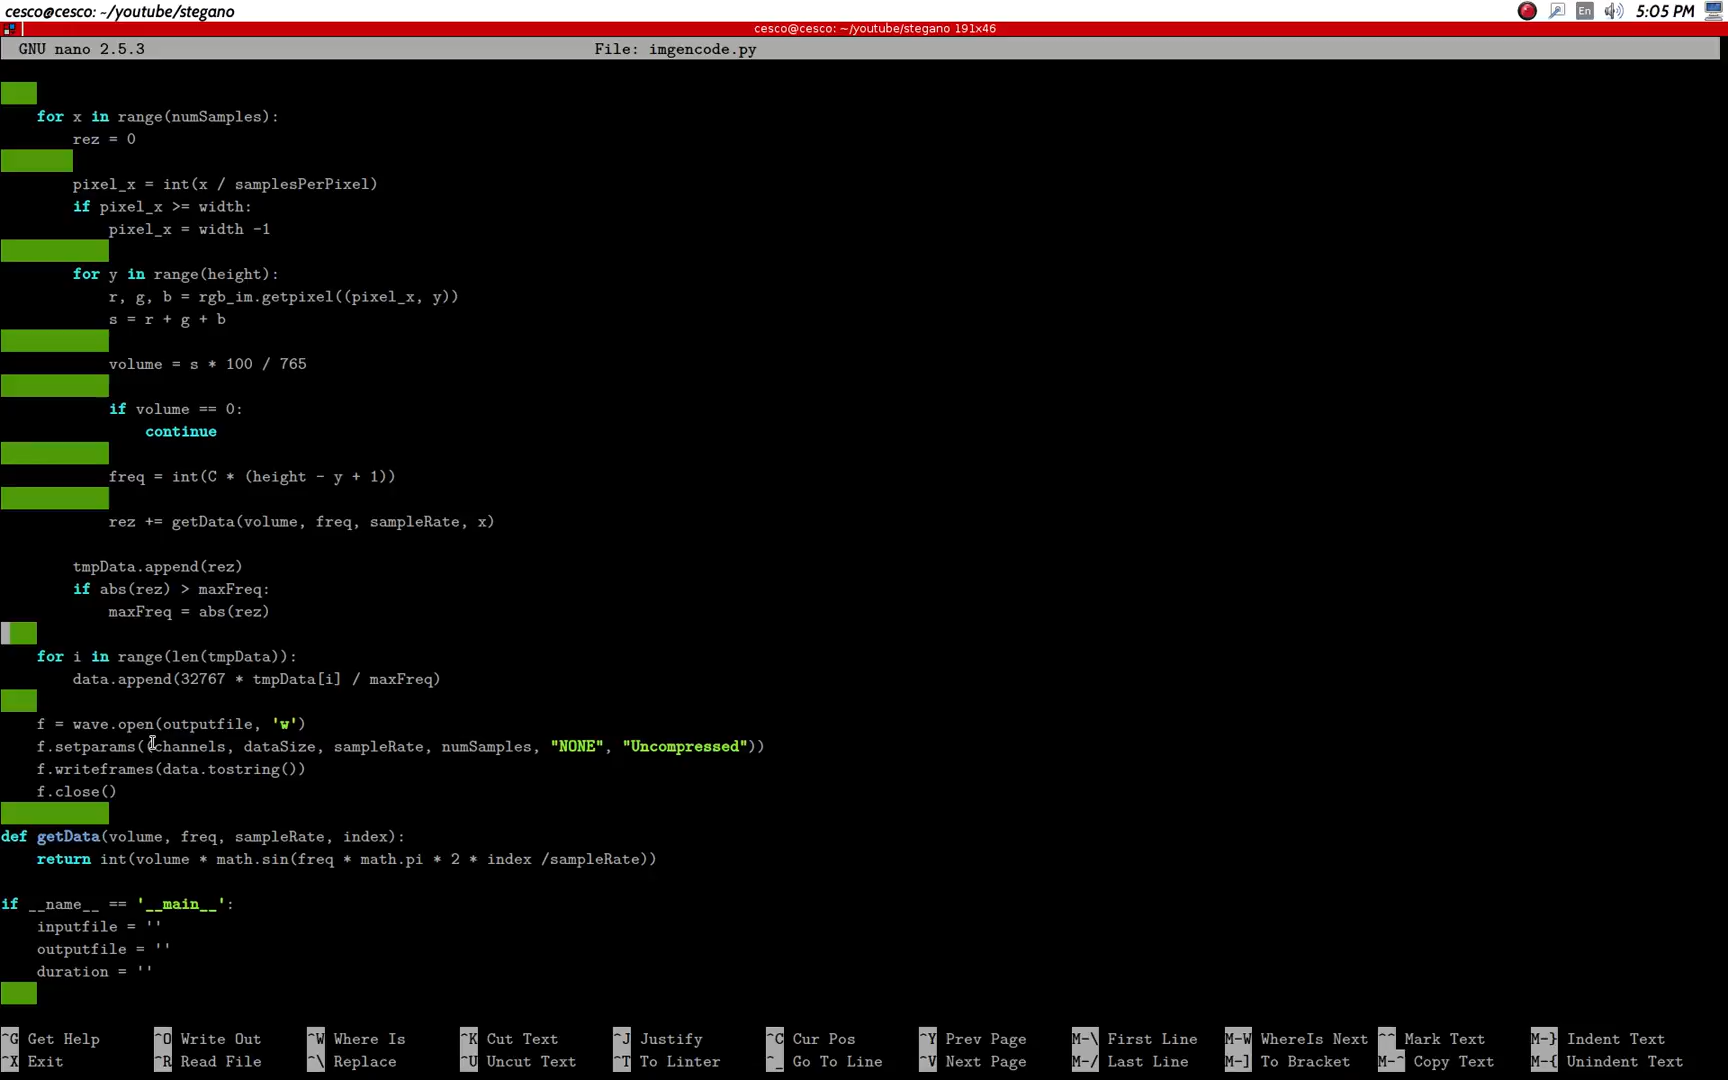 cesco@cesco: ~/youtube/stegano
En 5:05 PM
cesco@cesco: ~/youtube/stegano 191x46
GNU nano 2.5.3 File: imgencode.py
for x in range(numSamples):
rez = 0
pixel_x = int(x / samplesPerPixel)
if pixel_x >= width:
pixel_x = width -1
for y in range(height):
r, g, b = rgb_im.getpixel((pixel_x, y))
s = r + g + b
volume = s * 100 / 765
if volume == 0:
continue
freq = int(C * (height - y + 1))
rez += getData(volume, freq, sampleRate, x)
tmpData.append(rez)
if abs(rez) > maxFreq:
maxFreq = abs(rez)
for i in range(len(tmpData)):
data.append(32767 * tmpData[i] / maxFreq)
f = wave.open(outputfile, 'w')
f.setparams((channels, dataSize, sampleRate, numSamples, "NONE", "Uncompressed"))
f.writeframes(data.tostring())
f.close()
def getData(volume, freq, sampleRate, index):
return int(volume * math.sin(freq * math.pi * 2 * index /sampleRate))
if __name__ == '__main__':
inputfile = ''
outputfile = ''
duration = ''
^G Get Help ^O Write Out ^W Where Is ^K Cut Text ^J Justify ^C Cur Pos ^Y Prev Page M-\ First Line M-W WhereIs Next ^^ Mark Text M-} Indent Text
^X Exit ^R Read File ^\ Replace ^U Uncut Text ^T To Linter ^_ Go To Line ^V Next Page M-/ Last Line M-] To Bracket M-^ Copy Text M-{ Unindent Text